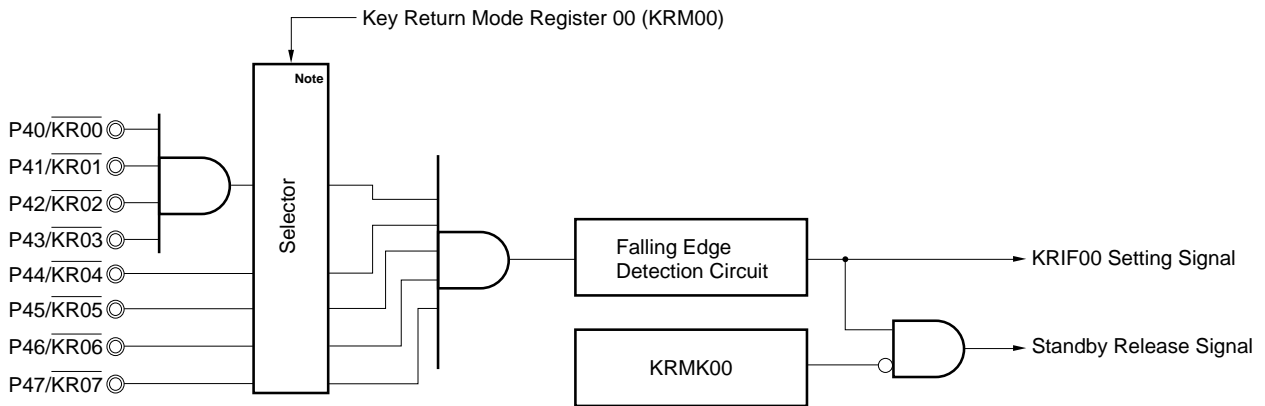 Key Return Mode Register 00 (KRM00)
Note
P40/KR00
P41/KR01
P42/KR02
P43/KR03
P44/KR04
P45/KR05
P46/KR06
P47/KR07
Selector
Falling Edge
Detection Circuit
KRIF00 Setting Signal
KRMK00
Standby Release Signal